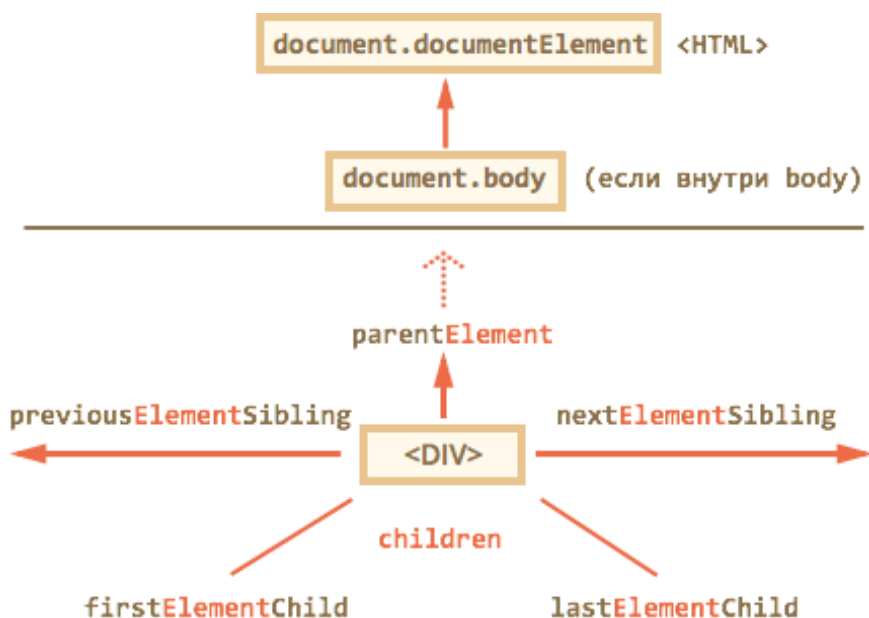 document.documentElement <HTML>
document.body (если внутри body)
parentElement
previousElementSibling nextElementSibling
<DIV>
children
firstElementChild lastElementChild